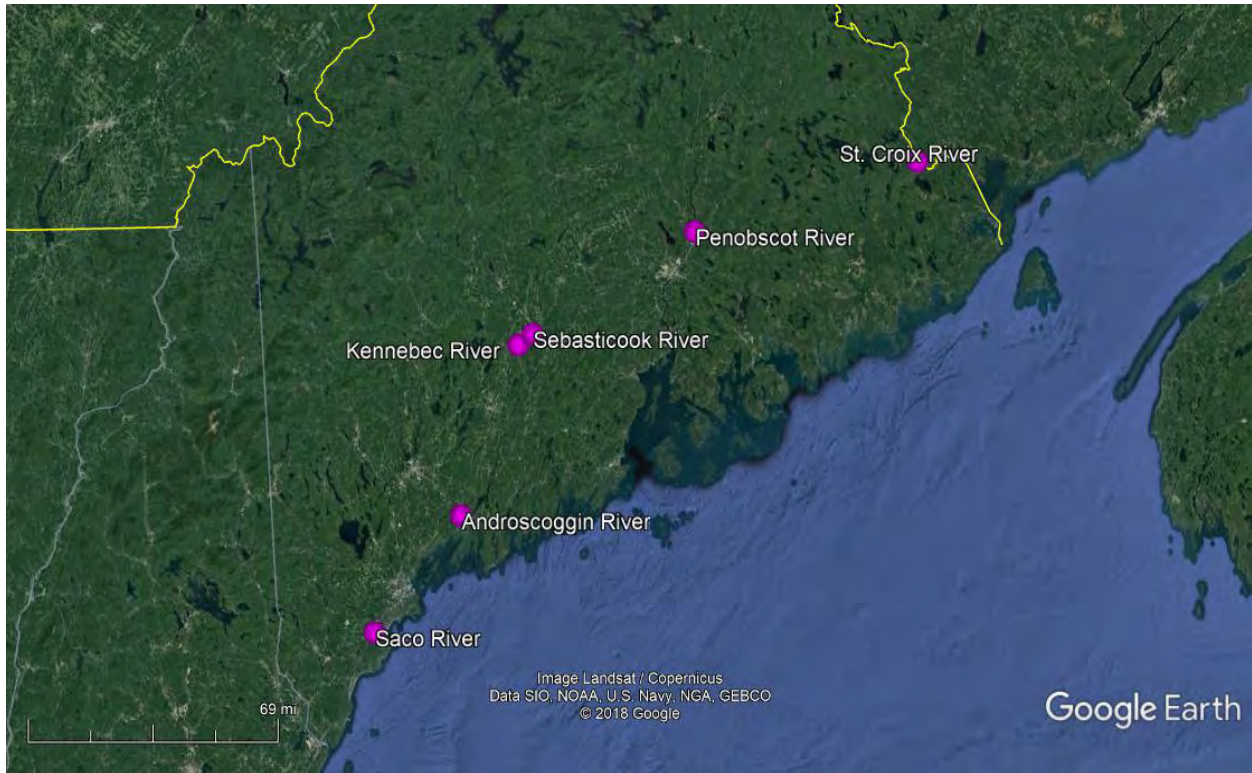 St. Croix River
Penobscot River
Sebasticook River
Kennebec River
Androscoggin River
Saco River
Image Landsat / Copernicus
Data SIO, NOAA, U.S. Navy, NGA, GEBCO
© 2018 Google
69 mi
Google Earth